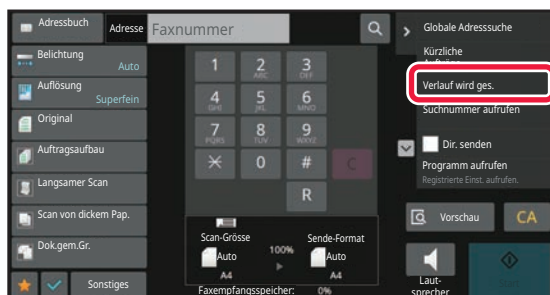 Adressbuch
Adresse
Faxnummer
Belichtung
Auto
Auflösung
Superfein
Original
Auftragsaufbau
Langsamer Scan
Scan von dickem Pap.
Dok.gem.Gr.
Sonstiges
1
2
ABC
3
DEF
4
GHI
5
JKL
6
MNO
7
PQRS
8
TUV
9
WXYZ
0
#
C
R
Scan-Grösse
Auto
A4
100%
Sende-Format
Auto
A4
Faxempfangsspeicher: 0%
Globale Adresssuche
Kürzliche
Verlauf wird ges.
Suchnummer aufrufen
Dir. senden
Programm aufrufen
Registrierte Einst. aufrufen.
Vorschau
CA
Laut-
sprecher
Start